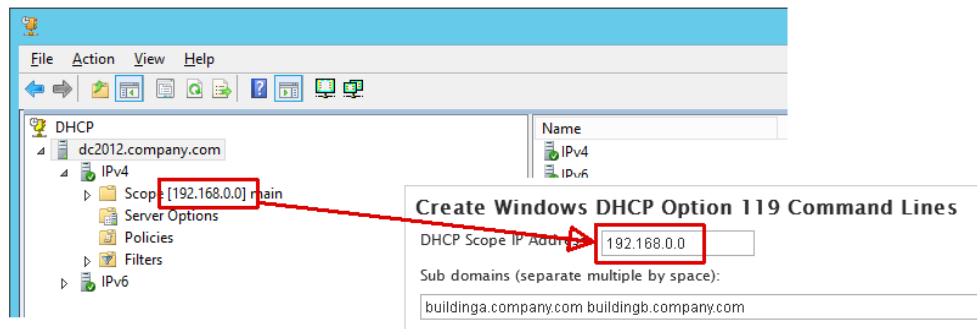 File Action View Help
DHCP
dc2012.company.com
IPv4
Scope [192.168.0.0] main
Server Options
Policies
Filters
IPv6
Name
IPv4
IPv6
Create Windows DHCP Option 119 Command Lines
DHCP Scope IP Address
192.168.0.0
Sub domains (separate multiple by space):
buildinga.company.com buildingb.company.com